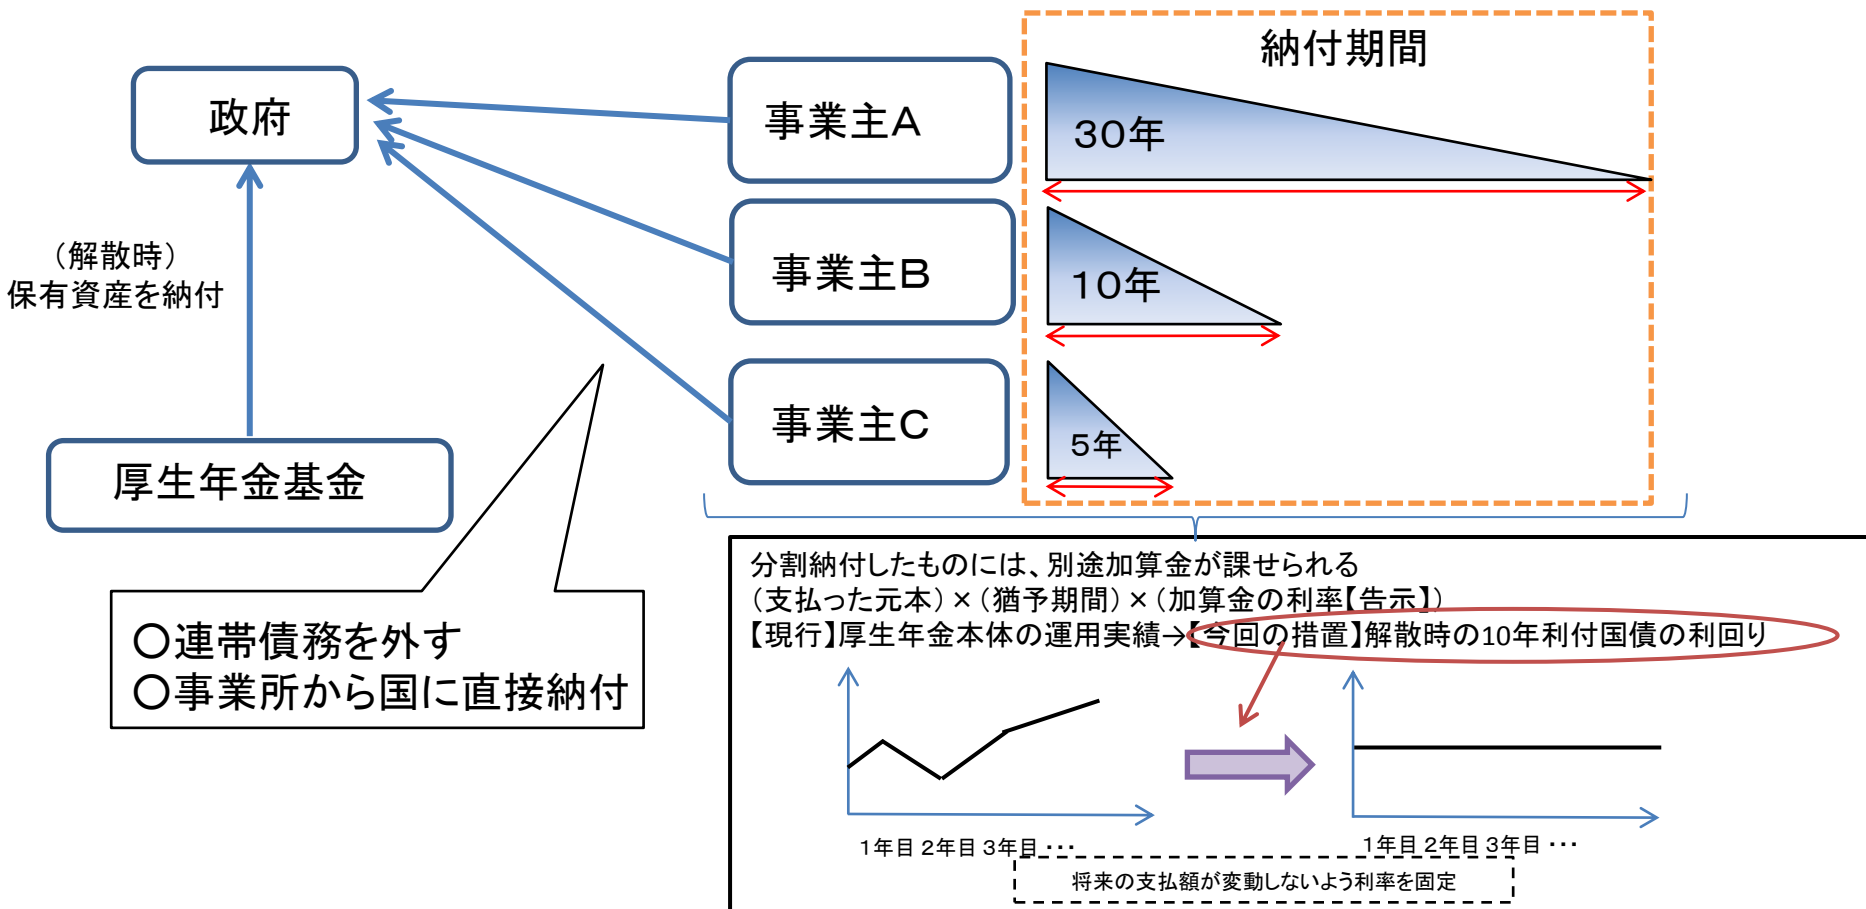 納付期間
政府
事業主A
30年
(解散時)
保有資産を納付
事業主B
10年
事業主C
5年
厚生年金基金
○連帯債務を外す
○事業所から国に直接納付
分割納付したものには、別途加算金が課せられる
(支払った元本)×(猶予期間)×(加算金の利率【告示】)
【現行】厚生年金本体の運用実績→【今回の措置】解散時の10年利付国債の利回り
1年目 2年目 3年目 ・・・
1年目 2年目 3年目 ・・・
将来の支払額が変動しないよう利率を固定